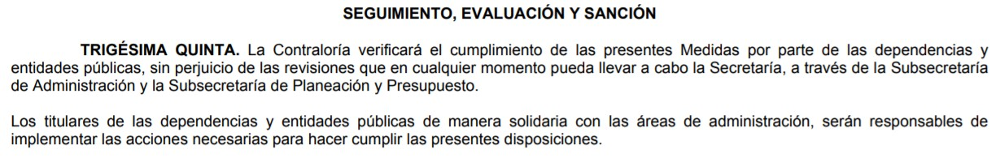 SEGUIMIENTO, EVALUACIÓN Y SANCIÓN
TRIGÉSIMA QUINTA. La Contraloría verificará el cumplimiento de las presentes Medidas por parte de las dependencias y
entidades públicas, sin perjuicio de las revisiones que en cualquier momento pueda llevar a cabo la Secretaría, a través de la Subsecretaría
de Administración y la Subsecretaría de Planeación y Presupuesto.
Los titulares de las dependencias y entidades públicas de manera solidaria con las áreas de administración, serán responsables de
implementar las acciones necesarias para hacer cumplir las presentes disposiciones.